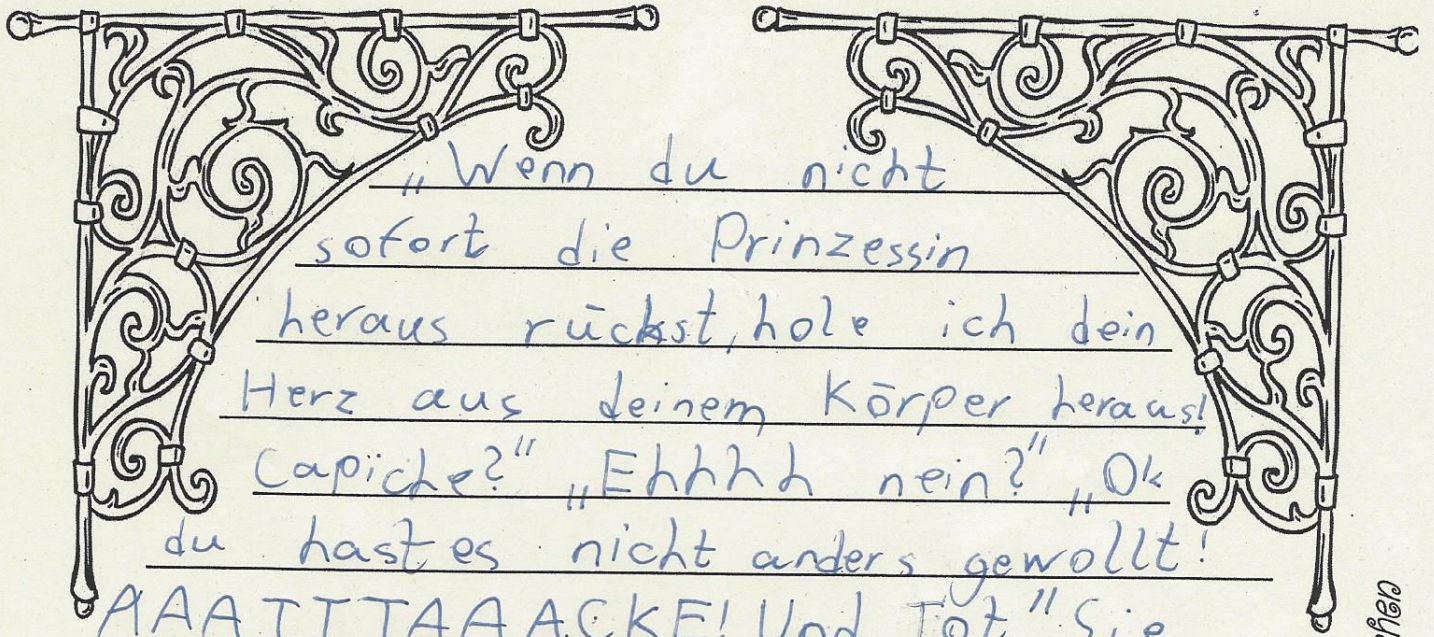 „Wenn du nicht
sofort die Prinzessin
heraus rückst, hole ich dein
Herz aus deinem Körper heraus!
Capiche?" „Ehhhh nein?" „Ok
du hast es nicht anders gewollt!
AAATTTAAACKE! Und Tot" Sie